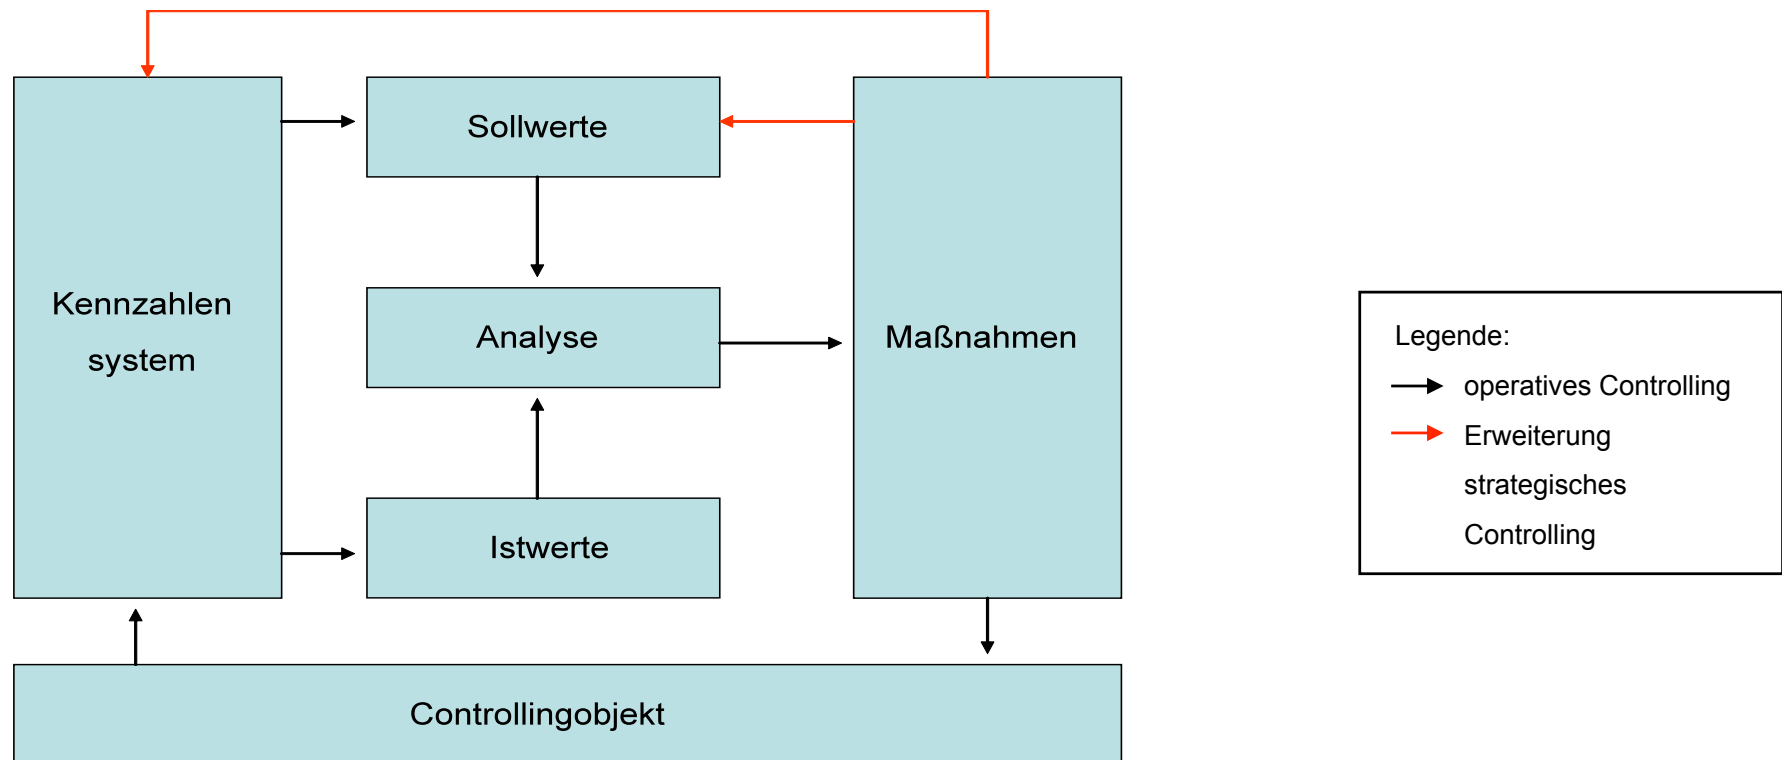 Sollwerte
Kennzahlen
system
Analyse
Maßnahmen
Istwerte
Controllingobjekt
Legende:
operatives Controlling
Erweiterung
strategisches
Controlling